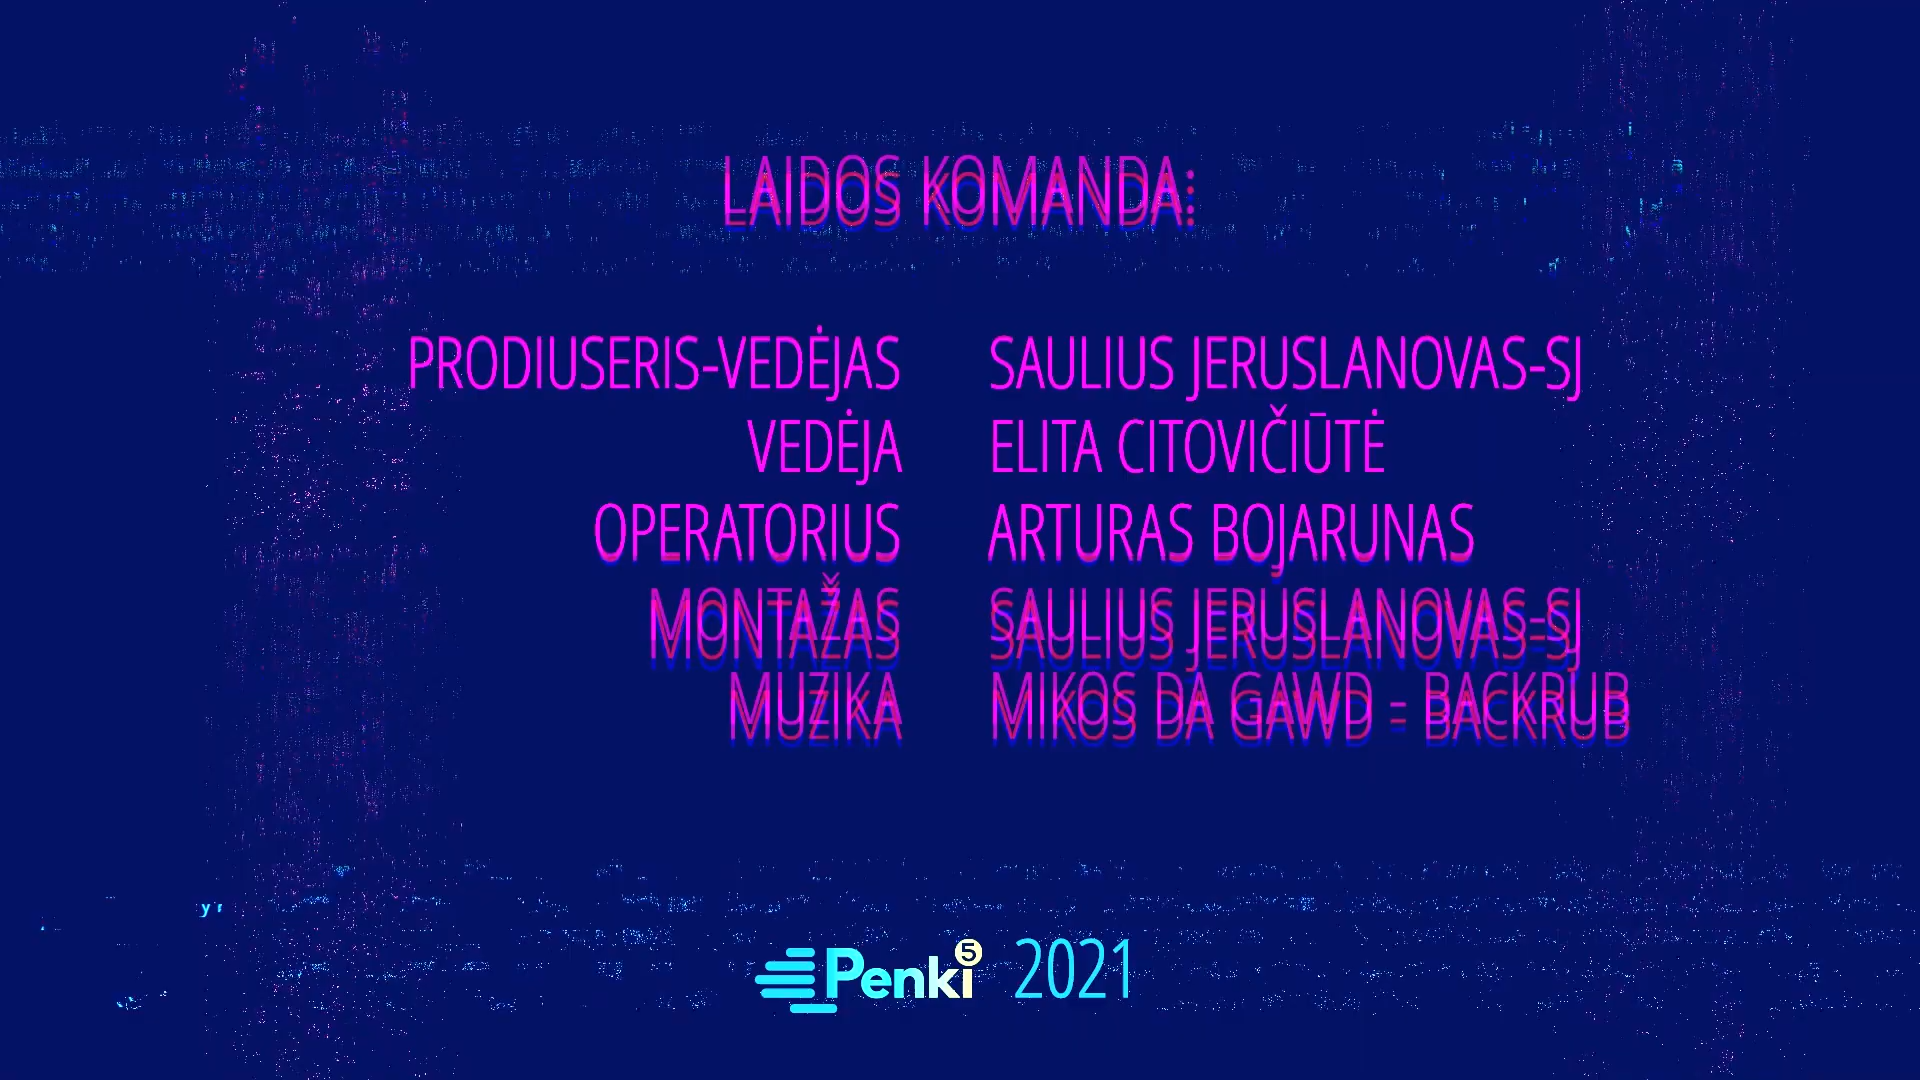 LAIDOS KOMANDA:
PRODIUSERIS-VEDĖJAS SAULIUS JERUSLANOVAS-SJ
VEDĖJA ELITA CITOVIČIŪTĖ
OPERATORIUS ARTURAS BOJARUNAS
MONTAŽAS SAULIUS JERUSLANOVAS-SJ
MUZIKA MIKOS DA GAWD - BACKRUB
Penki 5 2021